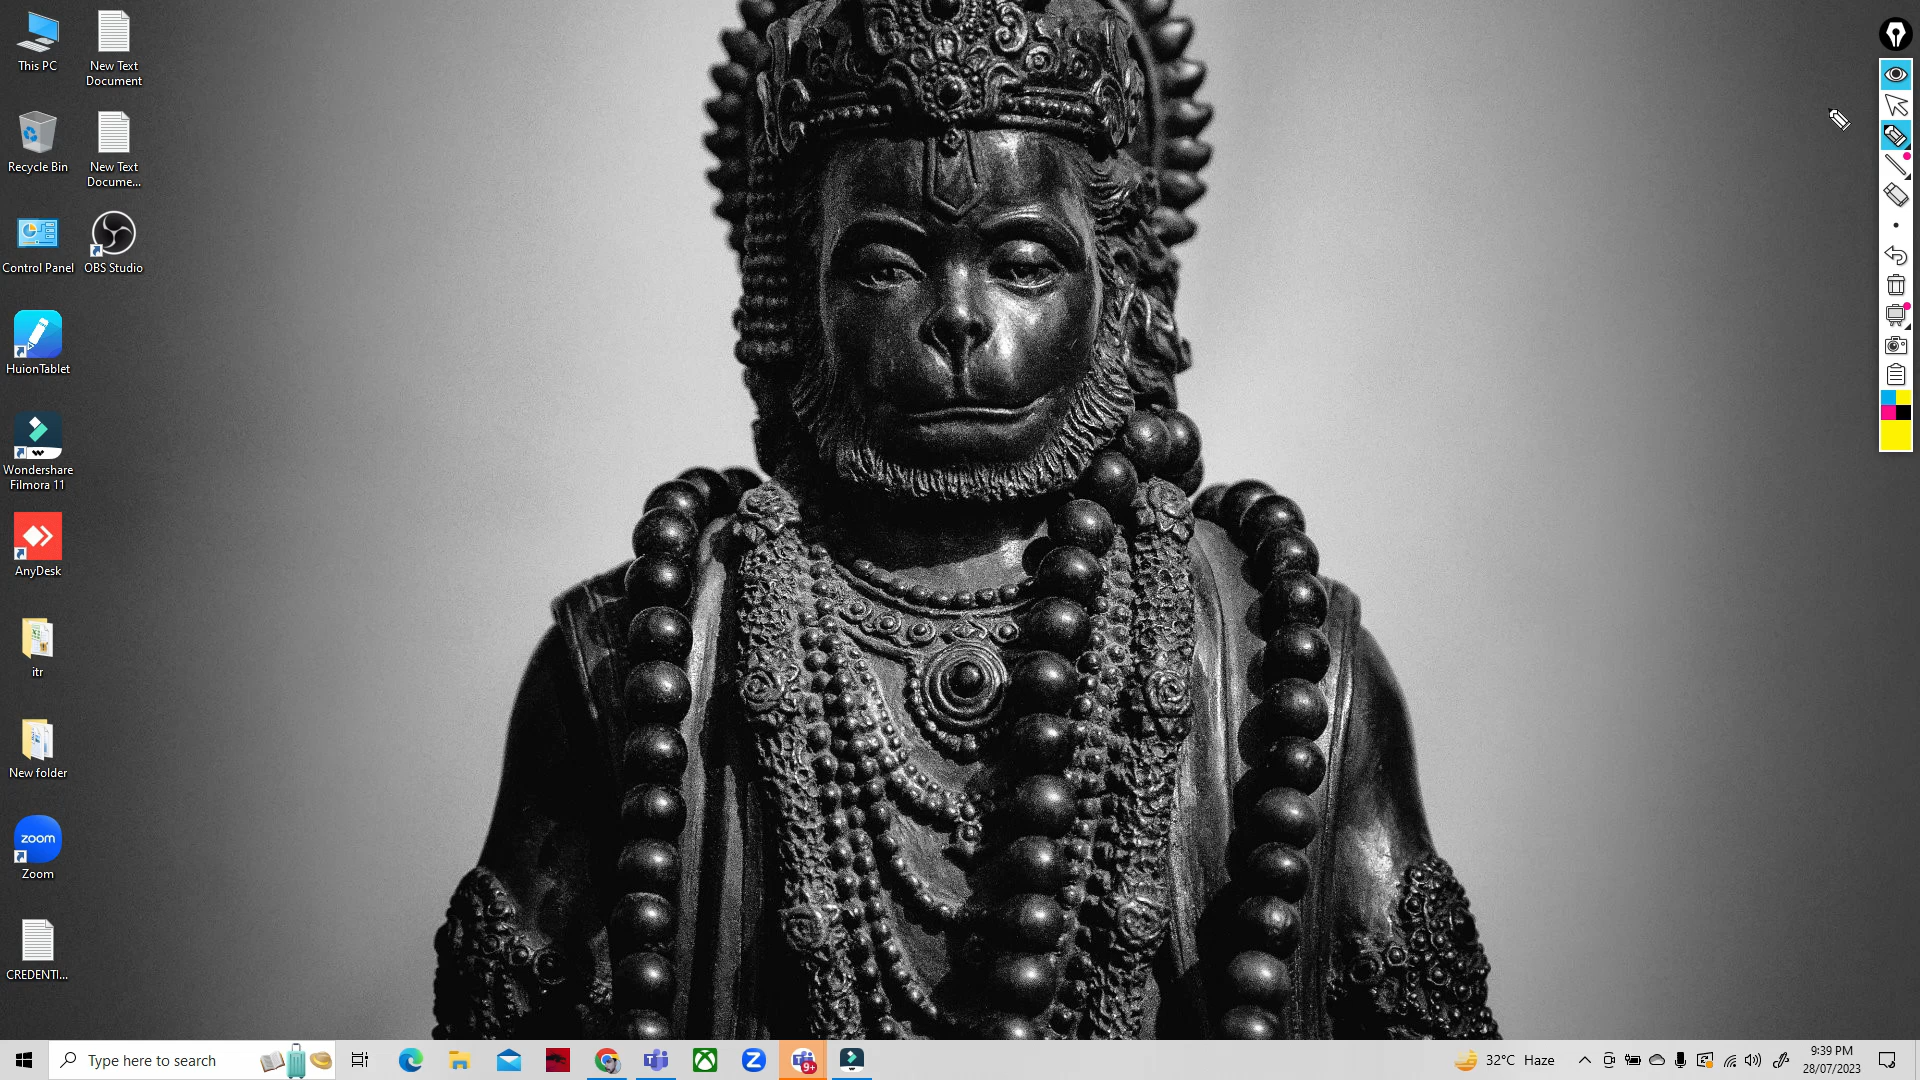 This PC
New Text
Document
Recycle Bin
New Text
Docume...
Control Panel
OBS Studio
HuionTablet
Wondershare
Filmora 11
AnyDesk
itr
New folder
zoom
Zoom
CREDENTI...
Type here to search
9+
32°C Haze
9:39 PM
28/07/2023